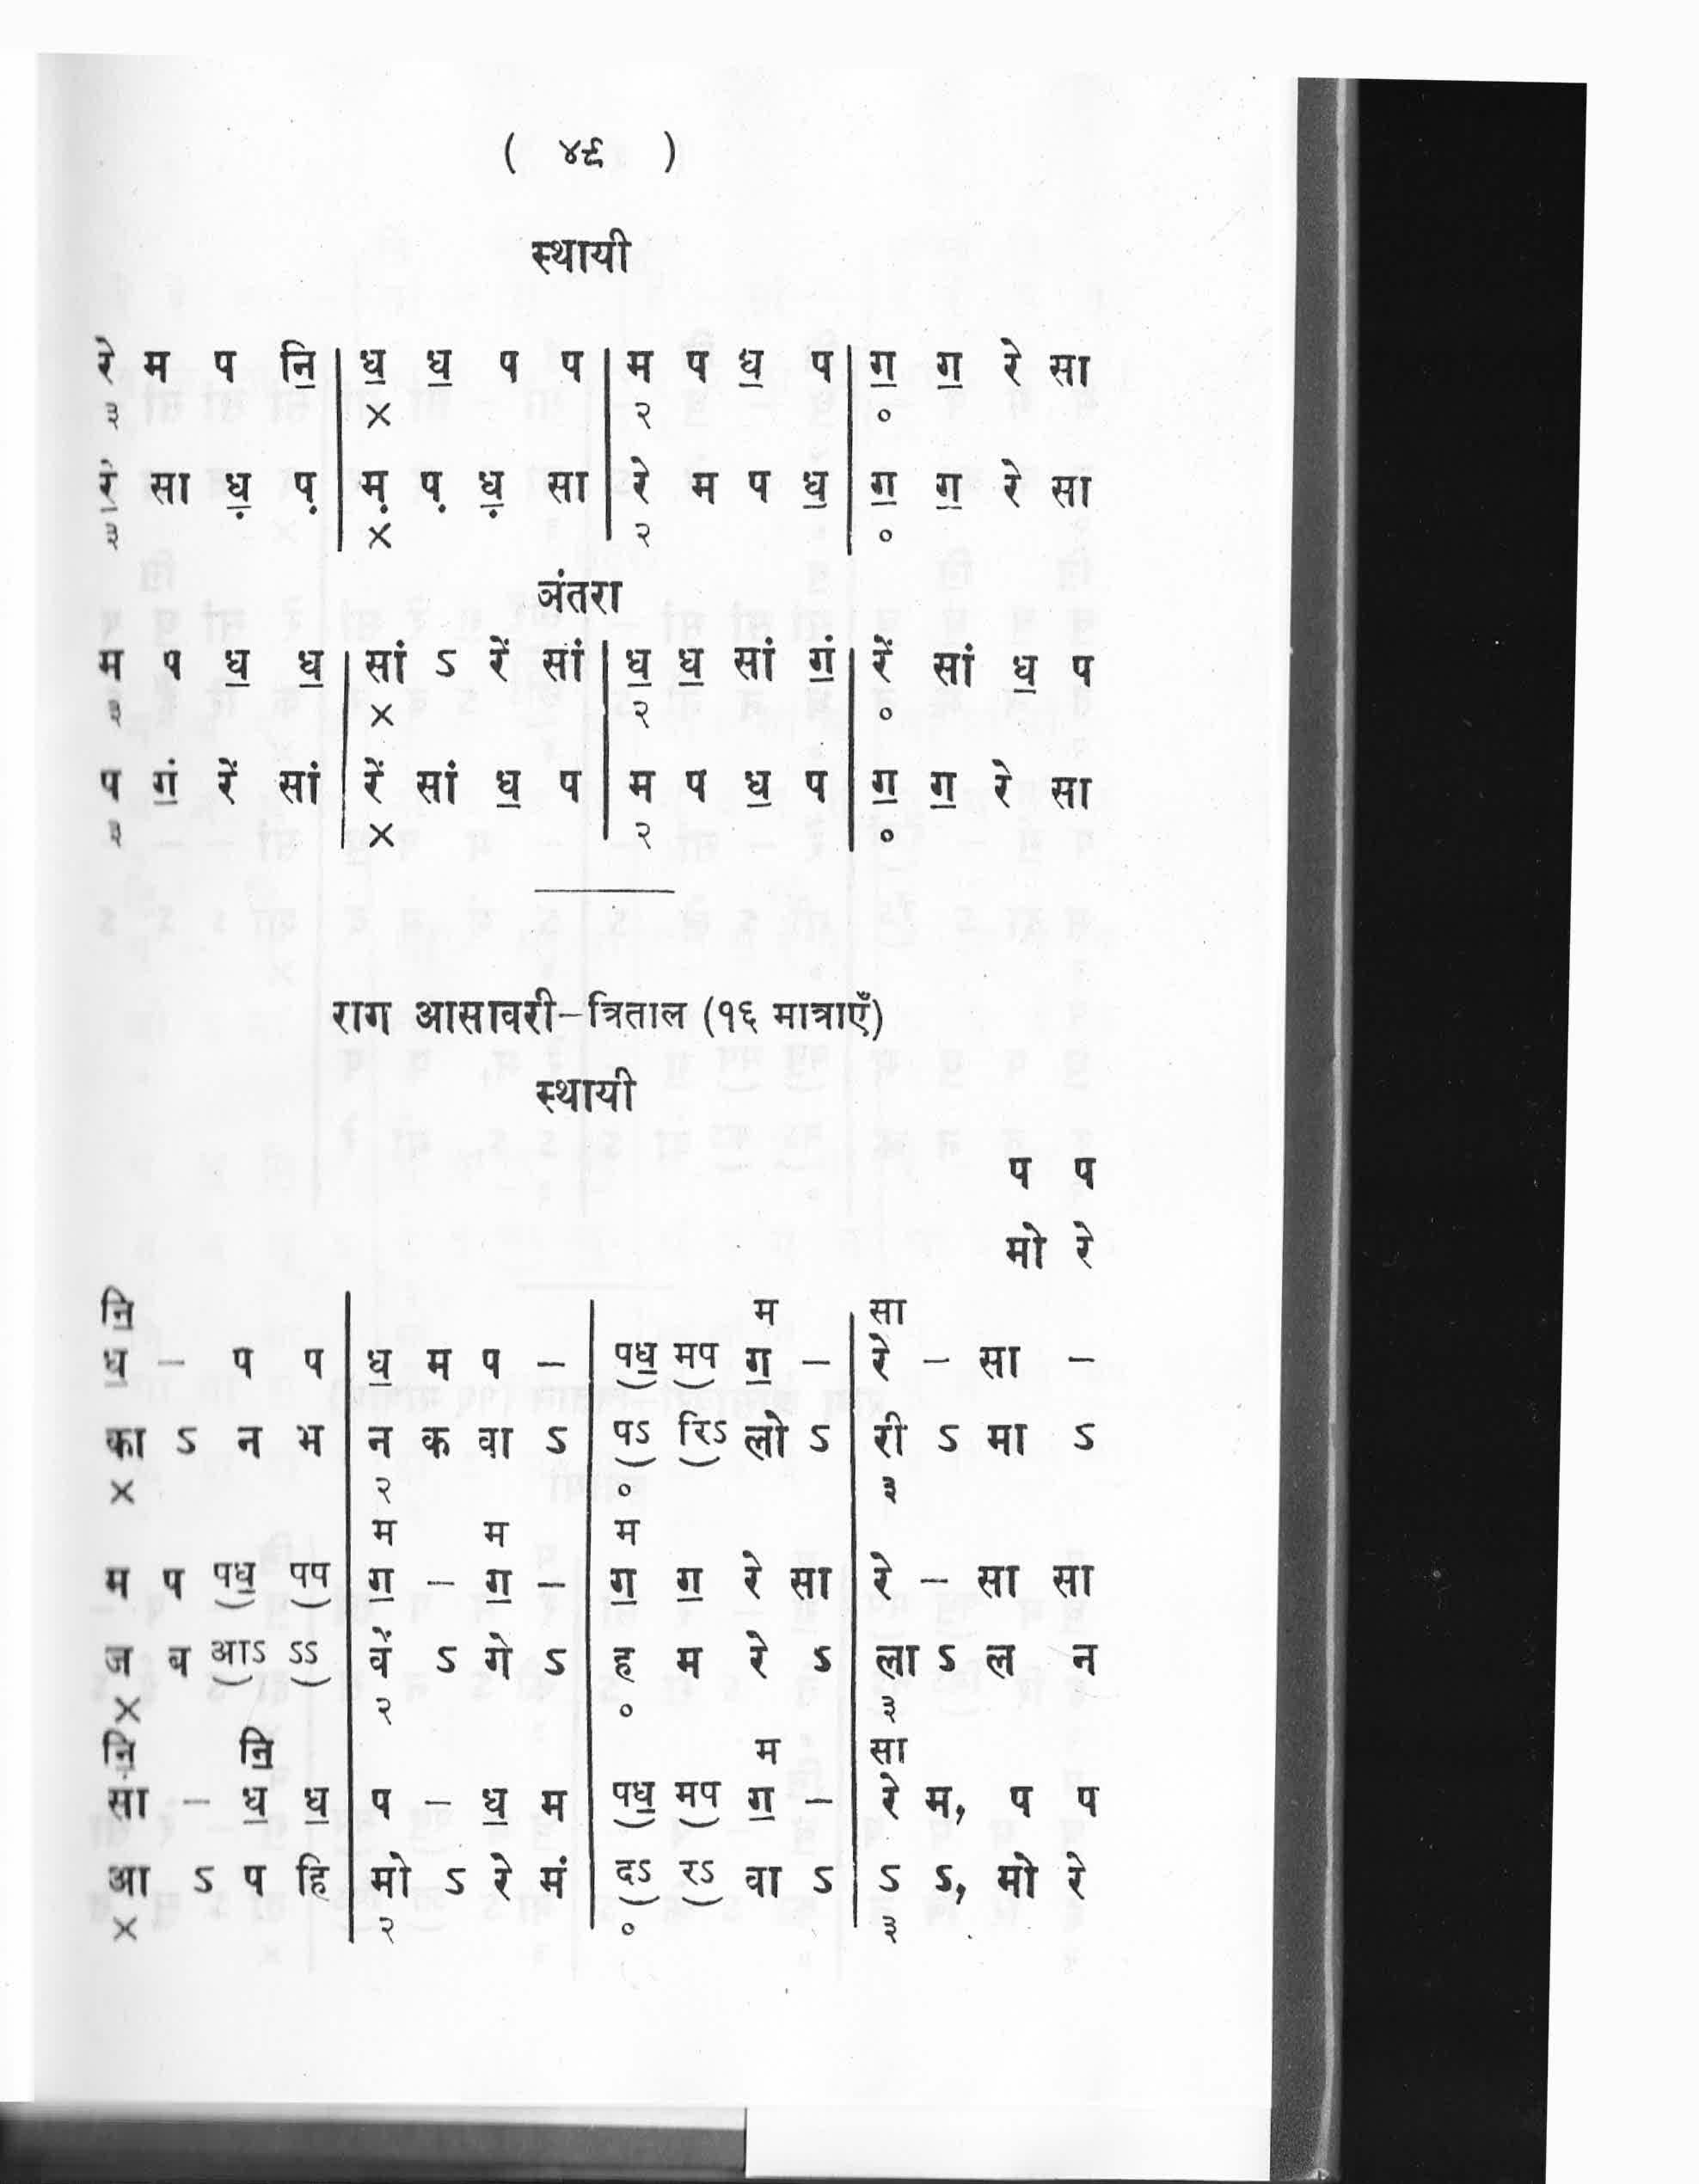 ( ४९ )
स्थायी
रे म प नि॒ | ध॒ ध॒ प प | म प ध॒ प | ग॒ ग॒ रे सा
३ × २ ०
रे सा ध़॒ प़ | म़ प़ ध़॒ सा | रे म प ध॒ | ग॒ ग॒ रे सा
३ × २ ०
अंतरा
म प ध॒ ध॒ | सां ऽ रें सां | ध॒ ध॒ सां गं॒ | रें सां ध॒ प
३ × २ ०
प गं॒ रें सां | रें सां ध॒ प | म प ध॒ प | ग॒ ग॒ रे सा
३ × २ ०
राग आसावरी–त्रिताल (१६ मात्राएँ)
स्थायी
प प
मो रे
नि॒ म सा
ध॒ – प प | ध॒ म प – | पध॒ मप ग॒ – | रे – सा –
का ऽ न भ | न क वा ऽ | पऽ रिऽ लो ऽ | री ऽ मा ऽ
× २ ० ३
म म म
म प पध॒ पप | ग॒ – ग॒ – | ग॒ ग॒ रे सा | रे – सा सा
ज ब आऽ ऽऽ | वें ऽ गे ऽ | ह म रे ऽ | ला ऽ ल न
× २ ० ३
नि॒ नि॒ म सा
सां – ध॒ ध॒ | प – ध॒ म | पध॒ मप ग॒ – | रे म, प प
आ ऽ प हि | मो ऽ रे मं | दऽ रऽ वा ऽ | ऽ ऽ, मो रे
× २ ० ३